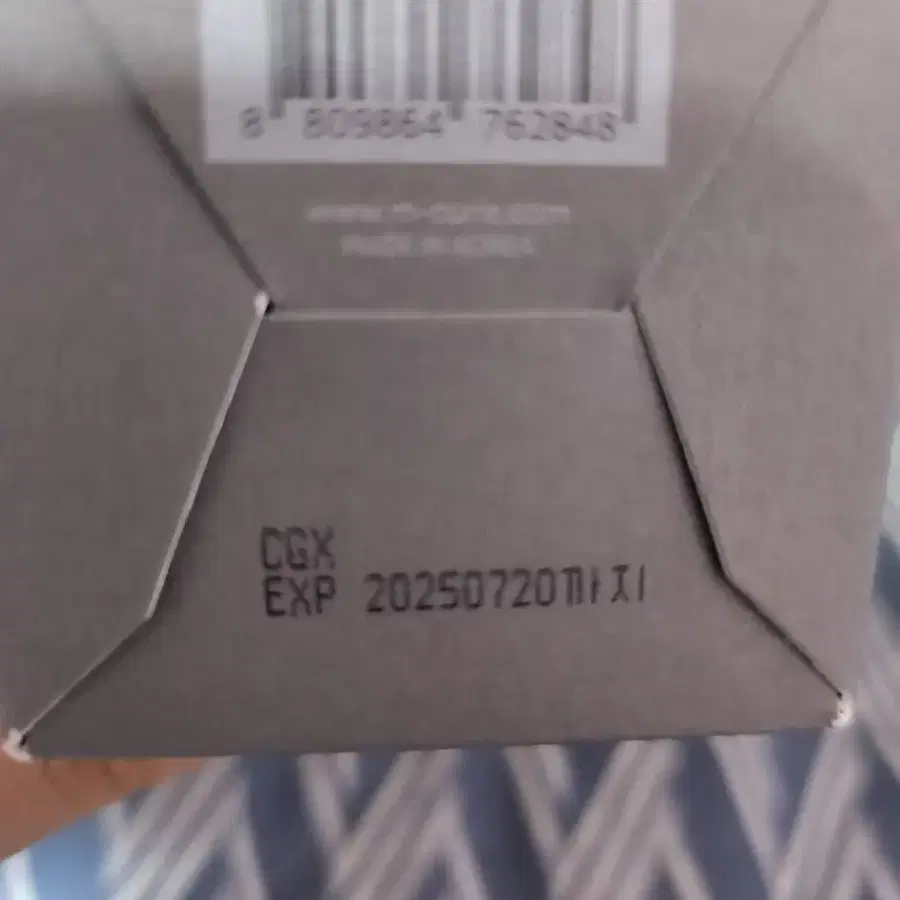 8 809864 762848
MADE IN KOREA
CGX
EXP 20250720까지